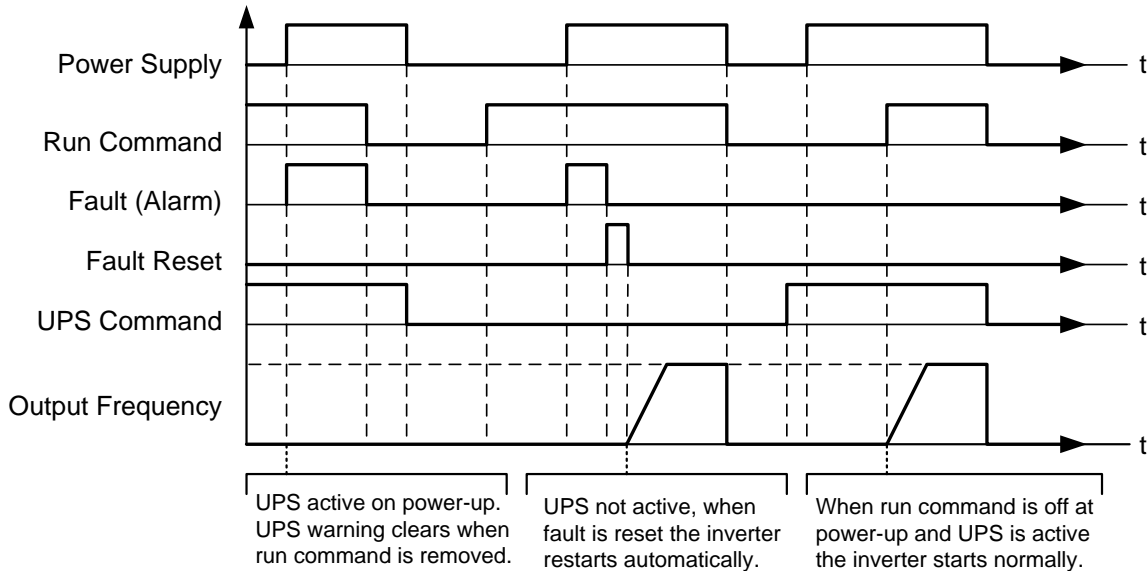 Power Supply
t
Run Command
t
Fault (Alarm)
t
Fault Reset
t
UPS Command
t
Output Frequency
t
UPS active on power-up.
UPS warning clears when
run command is removed.
UPS not active, when
fault is reset the inverter
restarts automatically.
When run command is off at
power-up and UPS is active
the inverter starts normally.